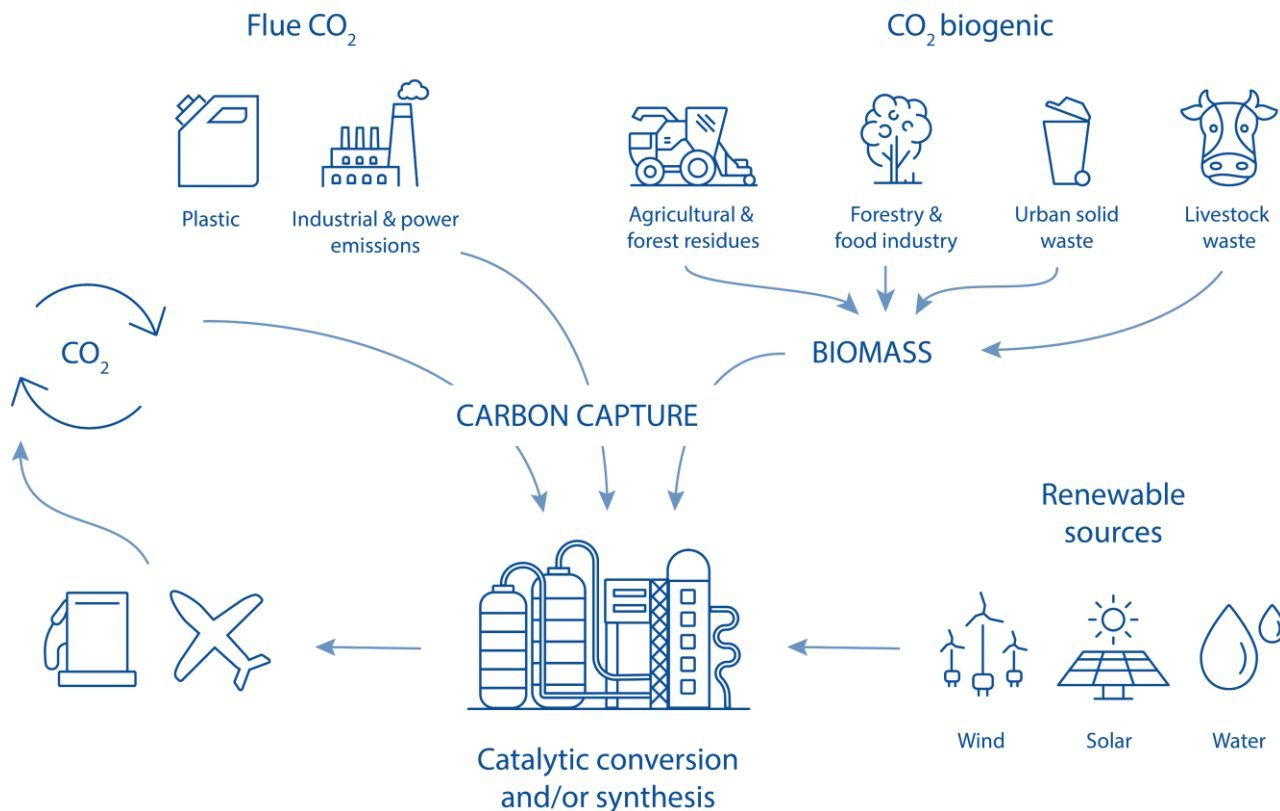 Flue CO₂
CO₂ biogenic
Plastic
Industrial & power
emissions
Agricultural &
forest residues
Forestry &
food industry
Urban solid
waste
Livestock
waste
CO₂
BIOMASS
CARBON CAPTURE
Renewable
sources
Wind
Solar
Water
Catalytic conversion
and/or synthesis